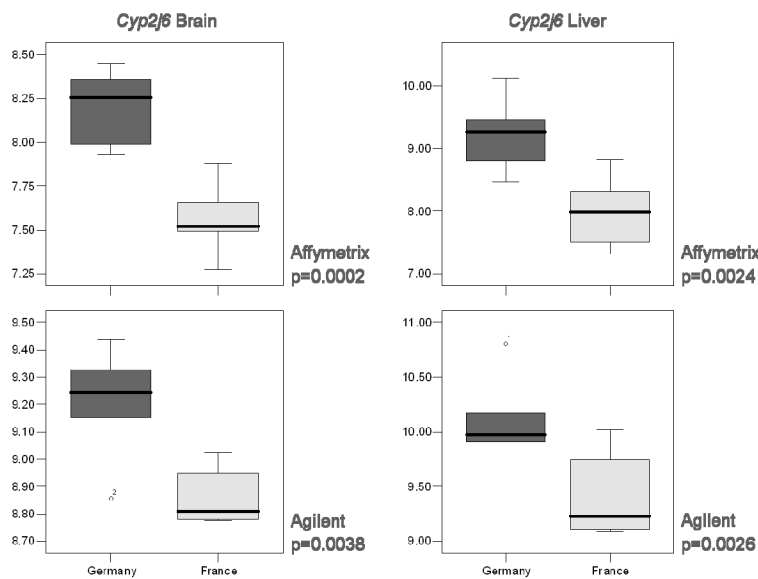 Cyp2j6 Brain
Cyp2j6 Liver
8.50
8.25
8.00
7.75
7.50
7.25
Affymetrix
p=0.0002
10.00
9.00
8.00
7.00
Affymetrix
p=0.0024
9.50
9.40
9.30
9.20
9.10
9.00
8.90
8.80
8.70
2
Agilent
p=0.0038
Germany
France
11.00
10.50
10.00
9.50
9.00
Agilent
p=0.0026
Germany
France